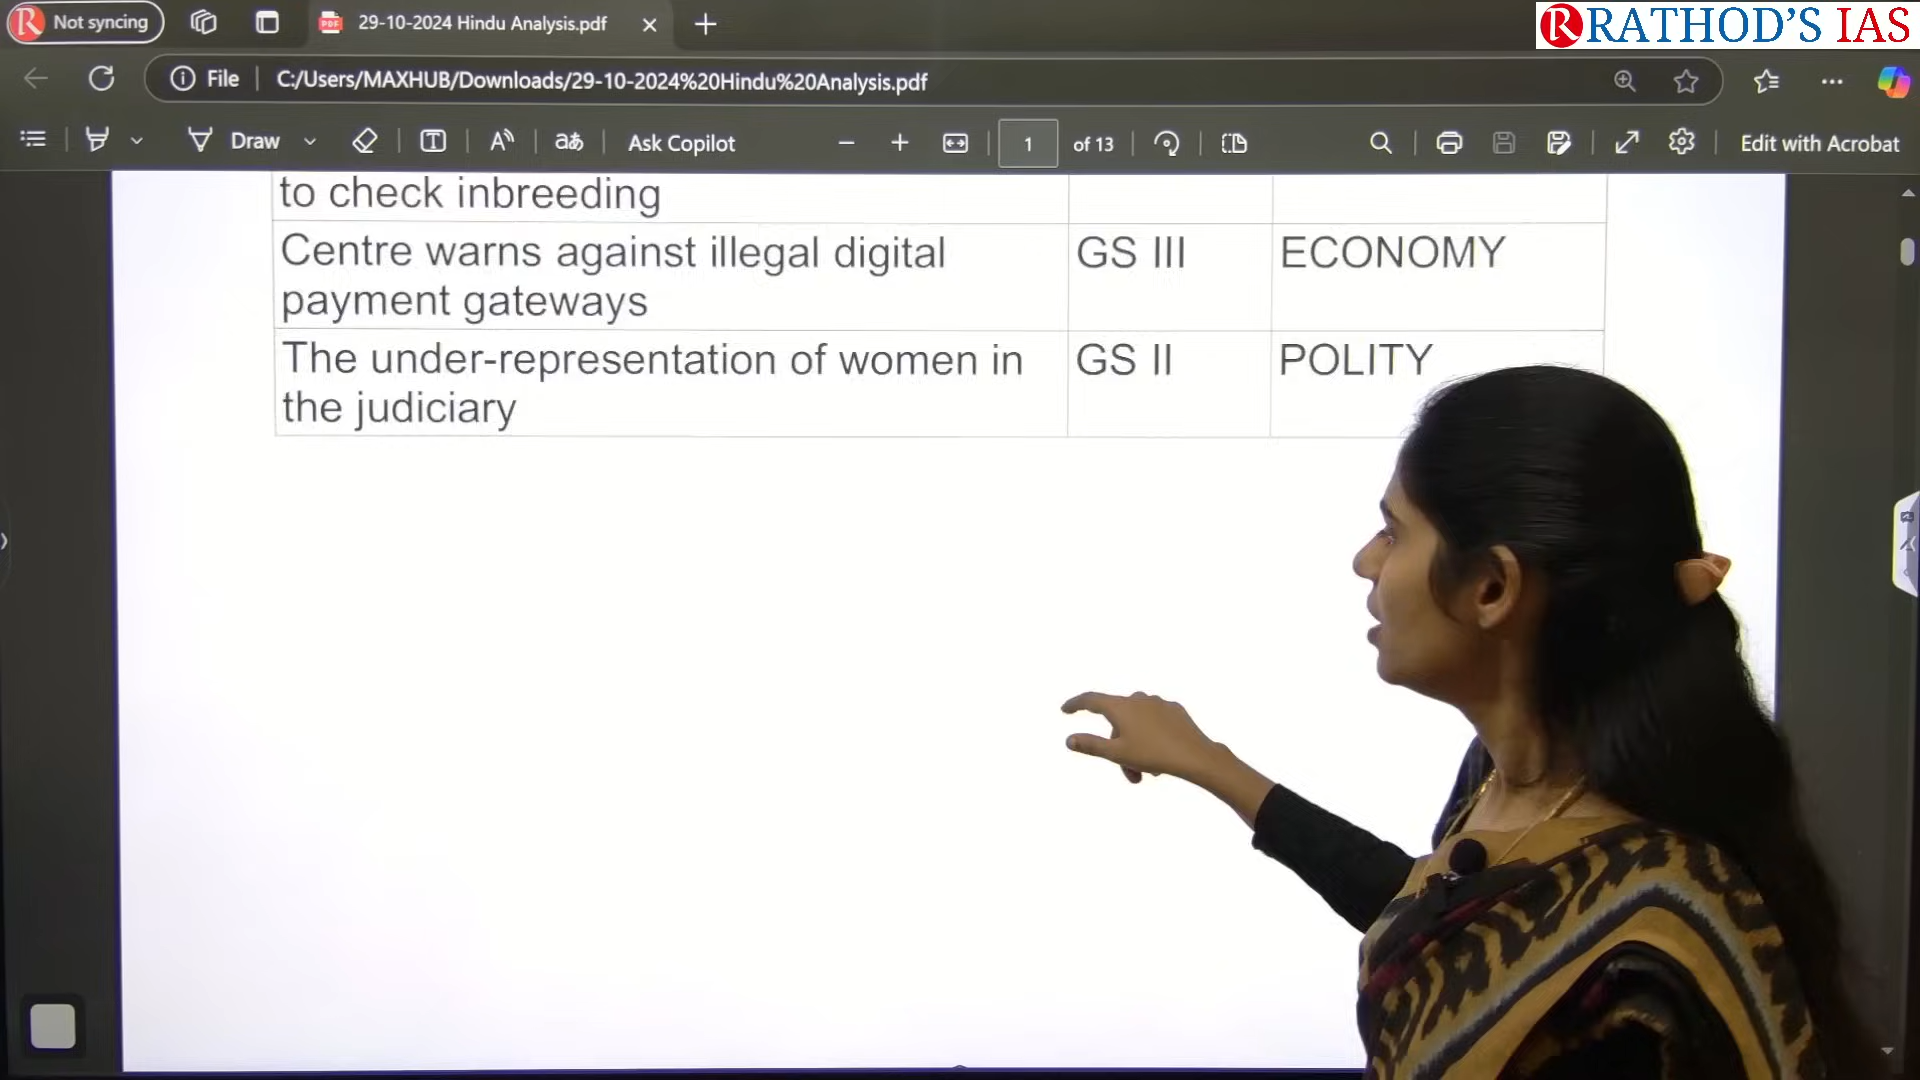 Not syncing
29-10-2024 Hindu Analysis.pdf
RATHOD'S IAS
File
C:/Users/MAXHUB/Downloads/29-10-2024%20Hindu%20Analysis.pdf
Draw
Ask Copilot
1
of 13
Edit with Acrobat
to check inbreeding
Centre warns against illegal digital
payment gateways
GS III
ECONOMY
The under-representation of women in
the judiciary
GS II
POLITY